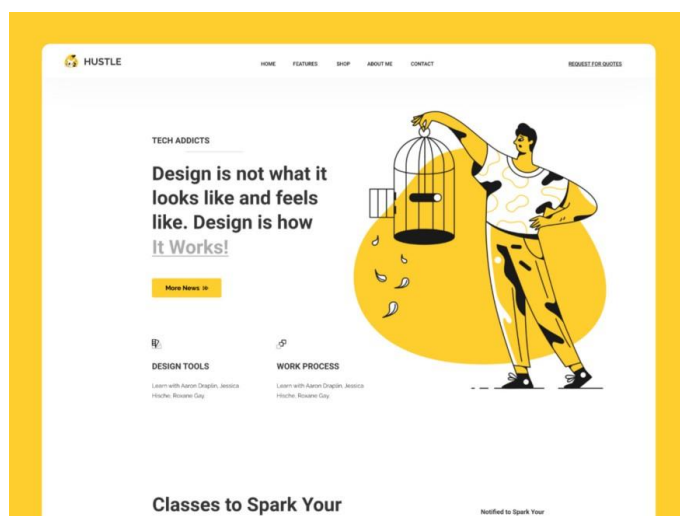 HUSTLE
HOME FEATURES SHOP ABOUT ME CONTACT
REQUEST FOR QUOTES
TECH ADDICTS
Design is not what it
looks like and feels
like. Design is how
It Works!
More News
DESIGN TOOLS
Learn with Aaron Draplin, Jessica
Hische, Roxane Gay.
WORK PROCESS
Learn with Aaron Draplin, Jessica
Hische, Roxane Gay.
Classes to Spark Your
Notified to Spark Your